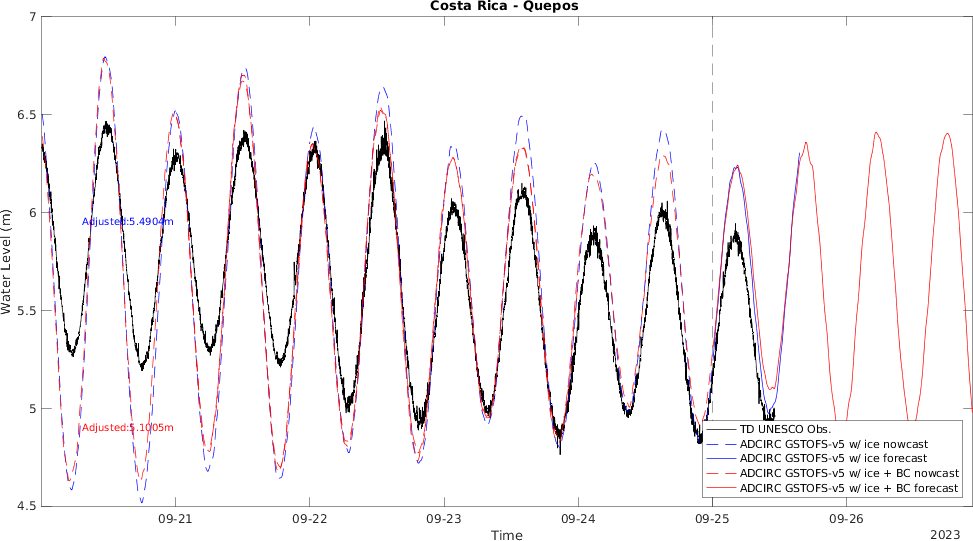 Costa Rica - Quepos
7
6.5
6
5.5
5
4.5
Water Level (m)
Adjusted:5.4904m
Adjusted:5.1005m
TD UNESCO Obs.
ADCIRC GSTOFS-v5 w/ ice nowcast
ADCIRC GSTOFS-v5 w/ ice forecast
ADCIRC GSTOFS-v5 w/ ice + BC nowcast
ADCIRC GSTOFS-v5 w/ ice + BC forecast
09-21 09-22 09-23 09-24 09-25 09-26
Time
2023